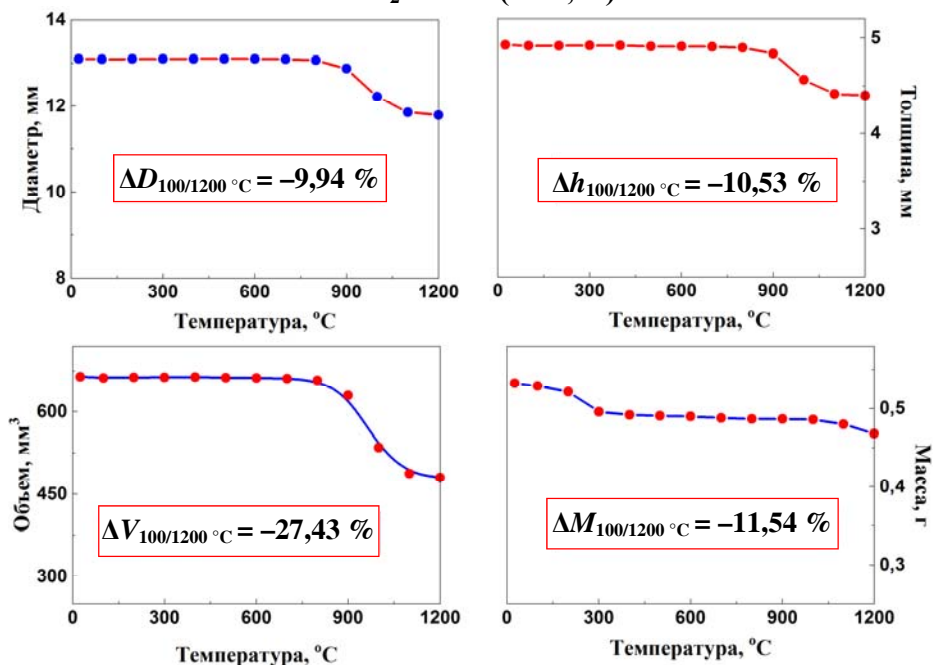 Диаметр, мм
14
12
10
8
ΔD100/1200 °C = –9,94 %
0 300 600 900 1200
Температура, °C
Толщина, мм
5
4
3
Δh100/1200 °C = –10,53 %
0 300 600 900 1200
Температура, °C
Объем, мм³
600
450
300
ΔV100/1200 °C = –27,43 %
0 300 600 900 1200
Температура, °C
Масса, г
0,5
0,4
0,3
ΔM100/1200 °C = –11,54 %
0 300 600 900 1200
Температура, °C